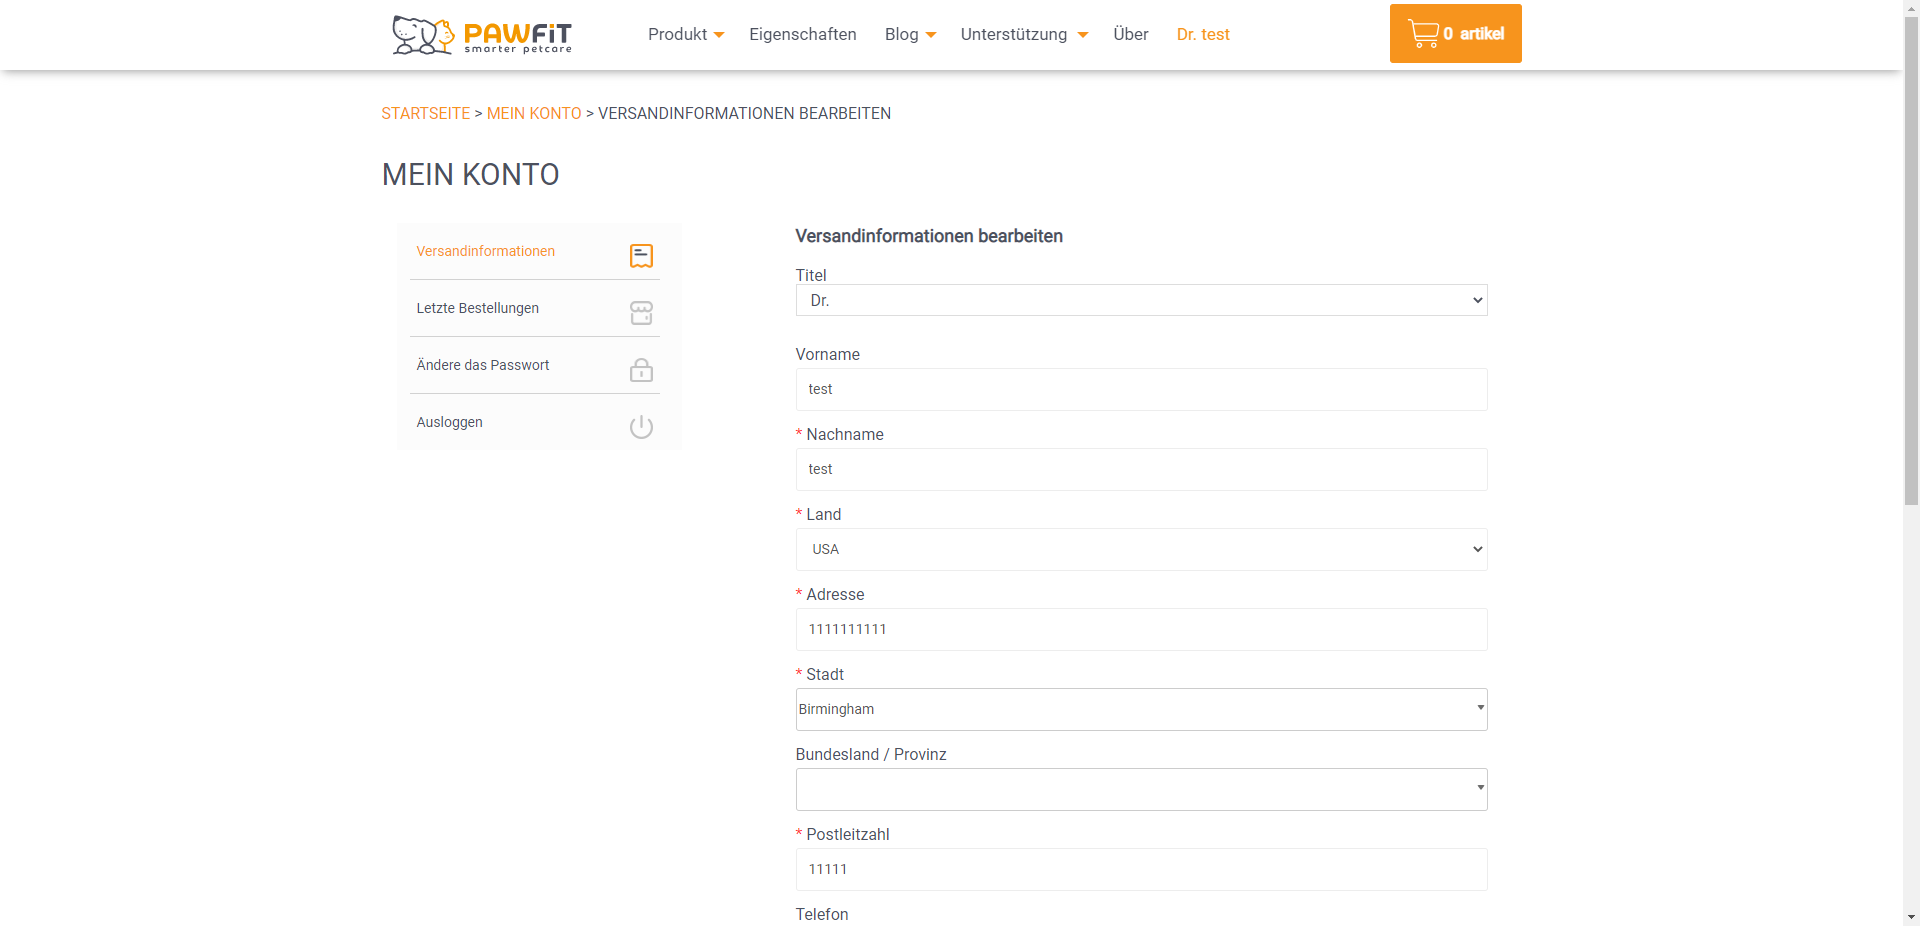 PAWFiT
smarter petcare
Produkt Eigenschaften Blog Unterstützung Über Dr. test
0 artikel
STARTSEITE > MEIN KONTO > VERSANDINFORMATIONEN BEARBEITEN
MEIN KONTO
Versandinformationen
Letzte Bestellungen
Ändere das Passwort
Ausloggen
Versandinformationen bearbeiten
Titel
Dr.
Vorname
test
* Nachname
test
* Land
USA
* Adresse
1111111111
* Stadt
Birmingham
Bundesland / Provinz
* Postleitzahl
11111
Telefon